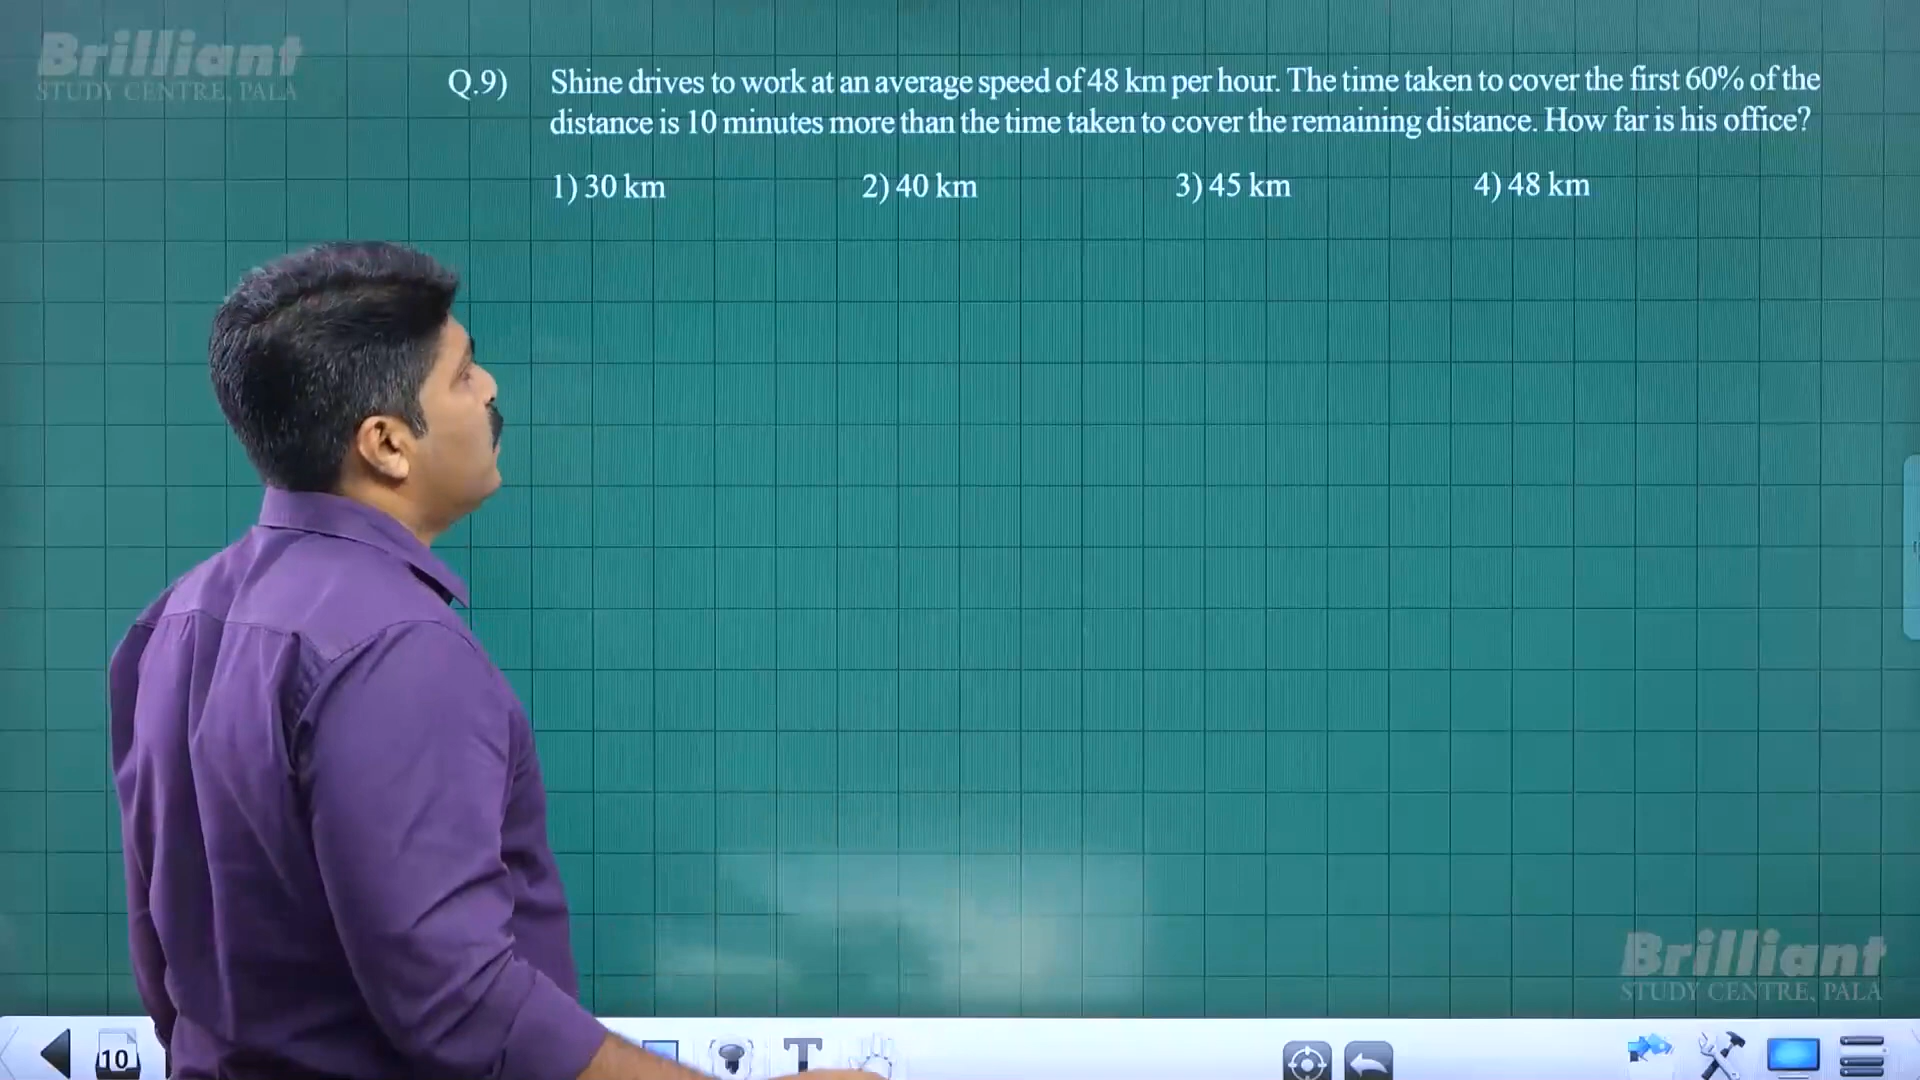 Brilliant
STUDY CENTRE, PALA
Q.9) Shine drives to work at an average speed of 48 km per hour. The time taken to cover the first 60% of the
distance is 10 minutes more than the time taken to cover the remaining distance. How far is his office?
1) 30 km 2) 40 km 3) 45 km 4) 48 km
Brilliant
STUDY CENTRE, PALA
10
T